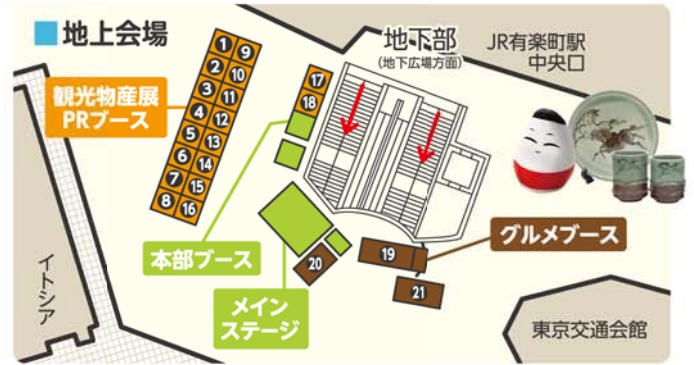 地上会場
地下部
(地下広場方面)
JR有楽町駅
中央口
1
9
2
10
3
11
4
12
5
13
6
14
7
15
8
16
17
18
観光物産展
PRブース
本部ブース
メイン
ステージ
グルメブース
19
20
21
イトシア
東京交通会館